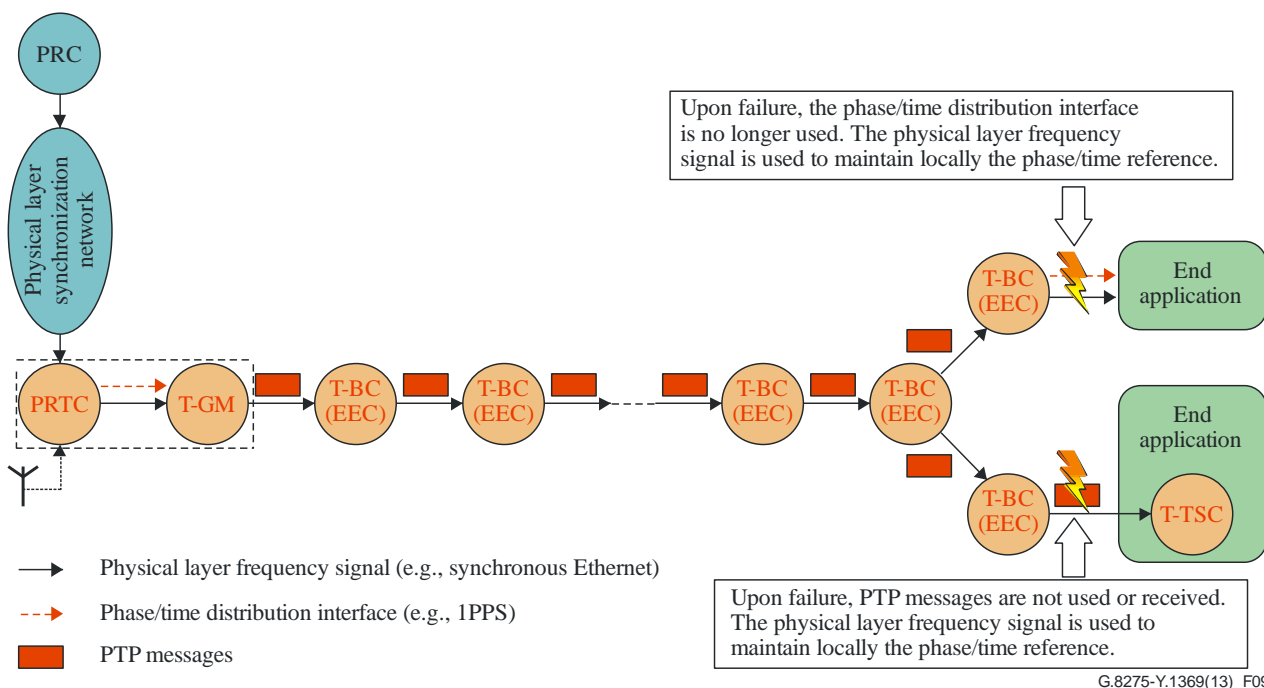 PRC
Upon failure, the phase/time distribution interface
is no longer used. The physical layer frequency
signal is used to maintain locally the phase/time reference.
Physical layer
synchronization
network
T-BC
(EEC)
End
application
PRTC
T-GM
T-BC
(EEC)
T-BC
(EEC)
T-BC
(EEC)
T-BC
(EEC)
End
application
T-BC
(EEC)
T-TSC
Physical layer frequency signal (e.g., synchronous Ethernet)
Phase/time distribution interface (e.g., 1PPS)
PTP messages
Upon failure, PTP messages are not used or received.
The physical layer frequency signal is used to
maintain locally the phase/time reference.
G.8275-Y.1369(13)_F09